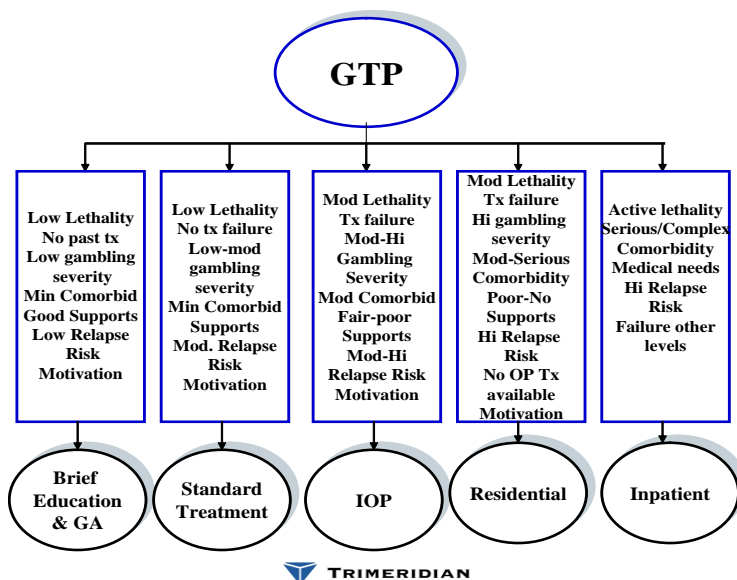 GTP
Low Lethality
No past tx
Low gambling
severity
Min Comorbid
Good Supports
Low Relapse
Risk
Motivation
Low Lethality
No tx failure
Low-mod
gambling
severity
Min Comorbid
Supports
Mod. Relapse
Risk
Motivation
Mod Lethality
Tx failure
Mod-Hi
Gambling
Severity
Mod Comorbid
Fair-poor
Supports
Mod-Hi
Relapse Risk
Motivation
Mod Lethality
Tx failure
Hi gambling
severity
Mod-Serious
Comorbidity
Poor-No
Supports
Hi Relapse
Risk
No OP Tx
available
Motivation
Active lethality
Serious/Complex
Comorbidity
Medical needs
Hi Relapse
Risk
Failure other
levels
Brief
Education
& GA
Standard
Treatment
IOP
Residential
Inpatient
TRIMERIDIAN